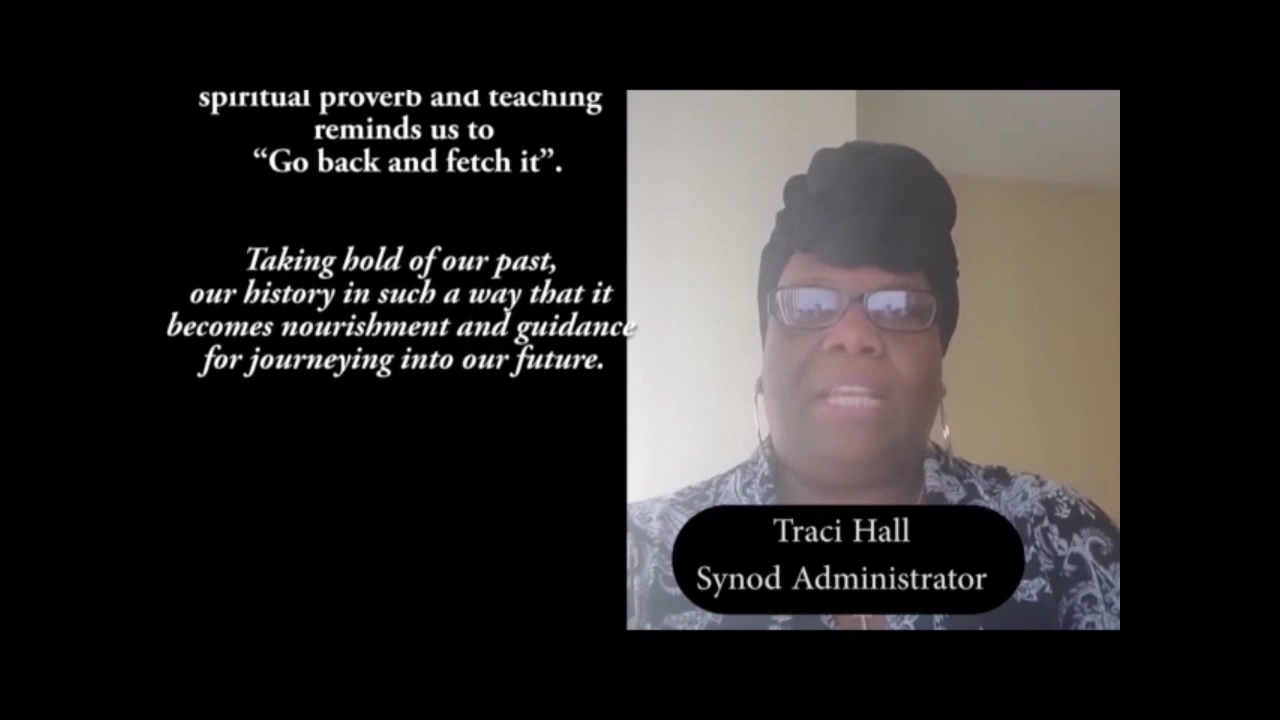 spiritual proverb and teaching
reminds us to
“Go back and fetch it”.
Taking hold of our past,
our history in such a way that it
becomes nourishment and guidance
for journeying into our future.
Traci Hall
Synod Administrator